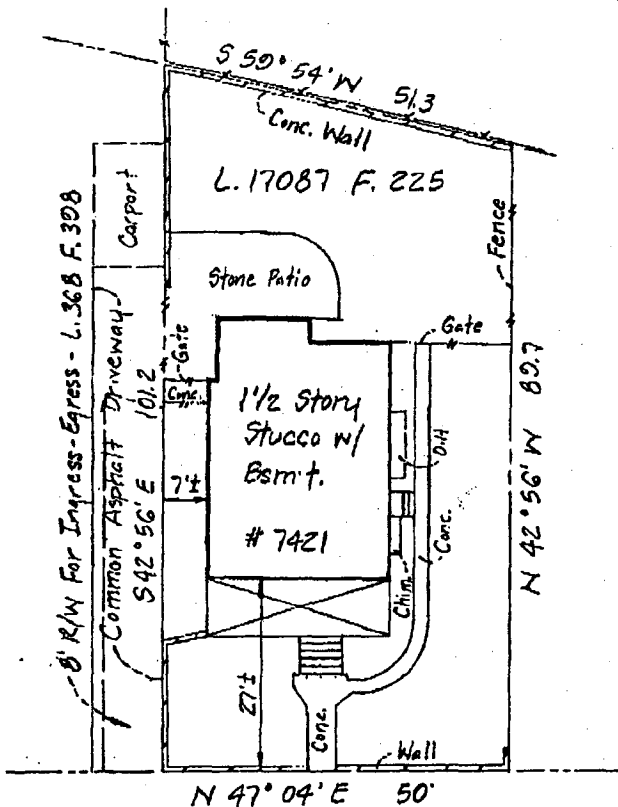 S 59° 54' W 51.3
Conc. Wall
L. 17087 F. 225
Carport
Fence
Stone Patio
Gate
Gate
Conc.
1 1/2 Story
Stucco w/
Bsm't.
# 7421
O.H
7'±
Conc.
Chim.
27'±
Conc.
Wall
8' R/W For Ingress-Egress - L.368 F.398
Common Asphalt Driveway
S 42° 56' E 101.2
N 42° 56' W 89.7
N 47° 04' E 50'